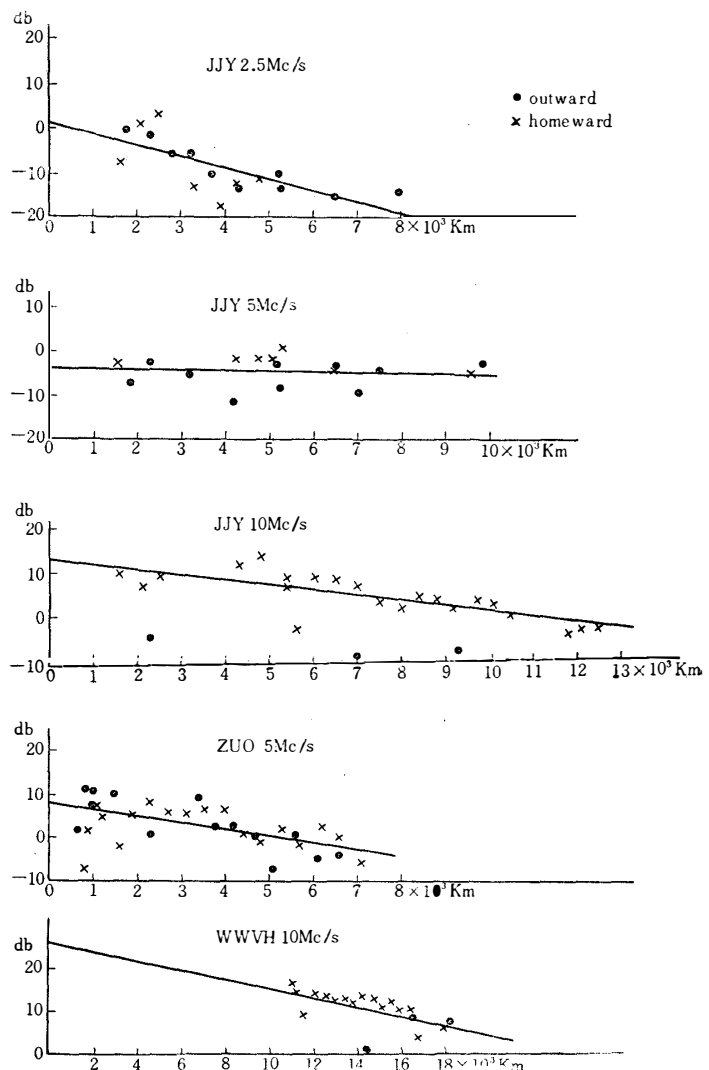 db
20
JJY 2.5Mc/s
10
● outward
× homeward
0
−10
−20
0 1 2 3 4 5 6 7 8×10³ Km
db
10
JJY 5Mc/s
0
−10
−20
0 1 2 3 4 5 6 7 8 9 10×10³ Km
db
JJY 10Mc/s
20
10
0
−10
0 1 2 3 4 5 6 7 8 9 10 11 12 13×10³ Km
db
ZUO 5Mc/s
20
10
0
−10
0 1 2 3 4 5 6 7 8×10³ Km
db
WWVH 10Mc/s
20
10
0
2 4 6 8 10 12 14 16 18×10³ Km